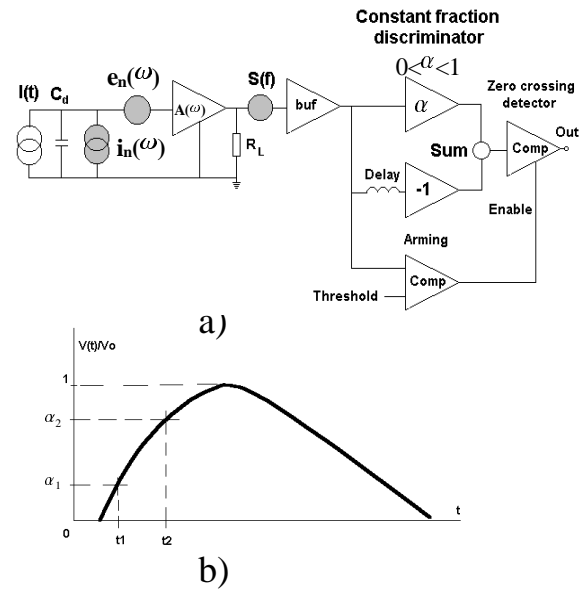 Constant fraction
discriminator
0<α<1
Zero crossing
detector
I(t)
C_d
e_n(ω)
A(ω)
i_n(ω)
R_L
S(f)
buf
α
Sum
Comp
Out
Delay
-1
Enable
Arming
Comp
Threshold
a)
V(t)/Vo
1
α_2
α_1
0
t1
t2
t
b)